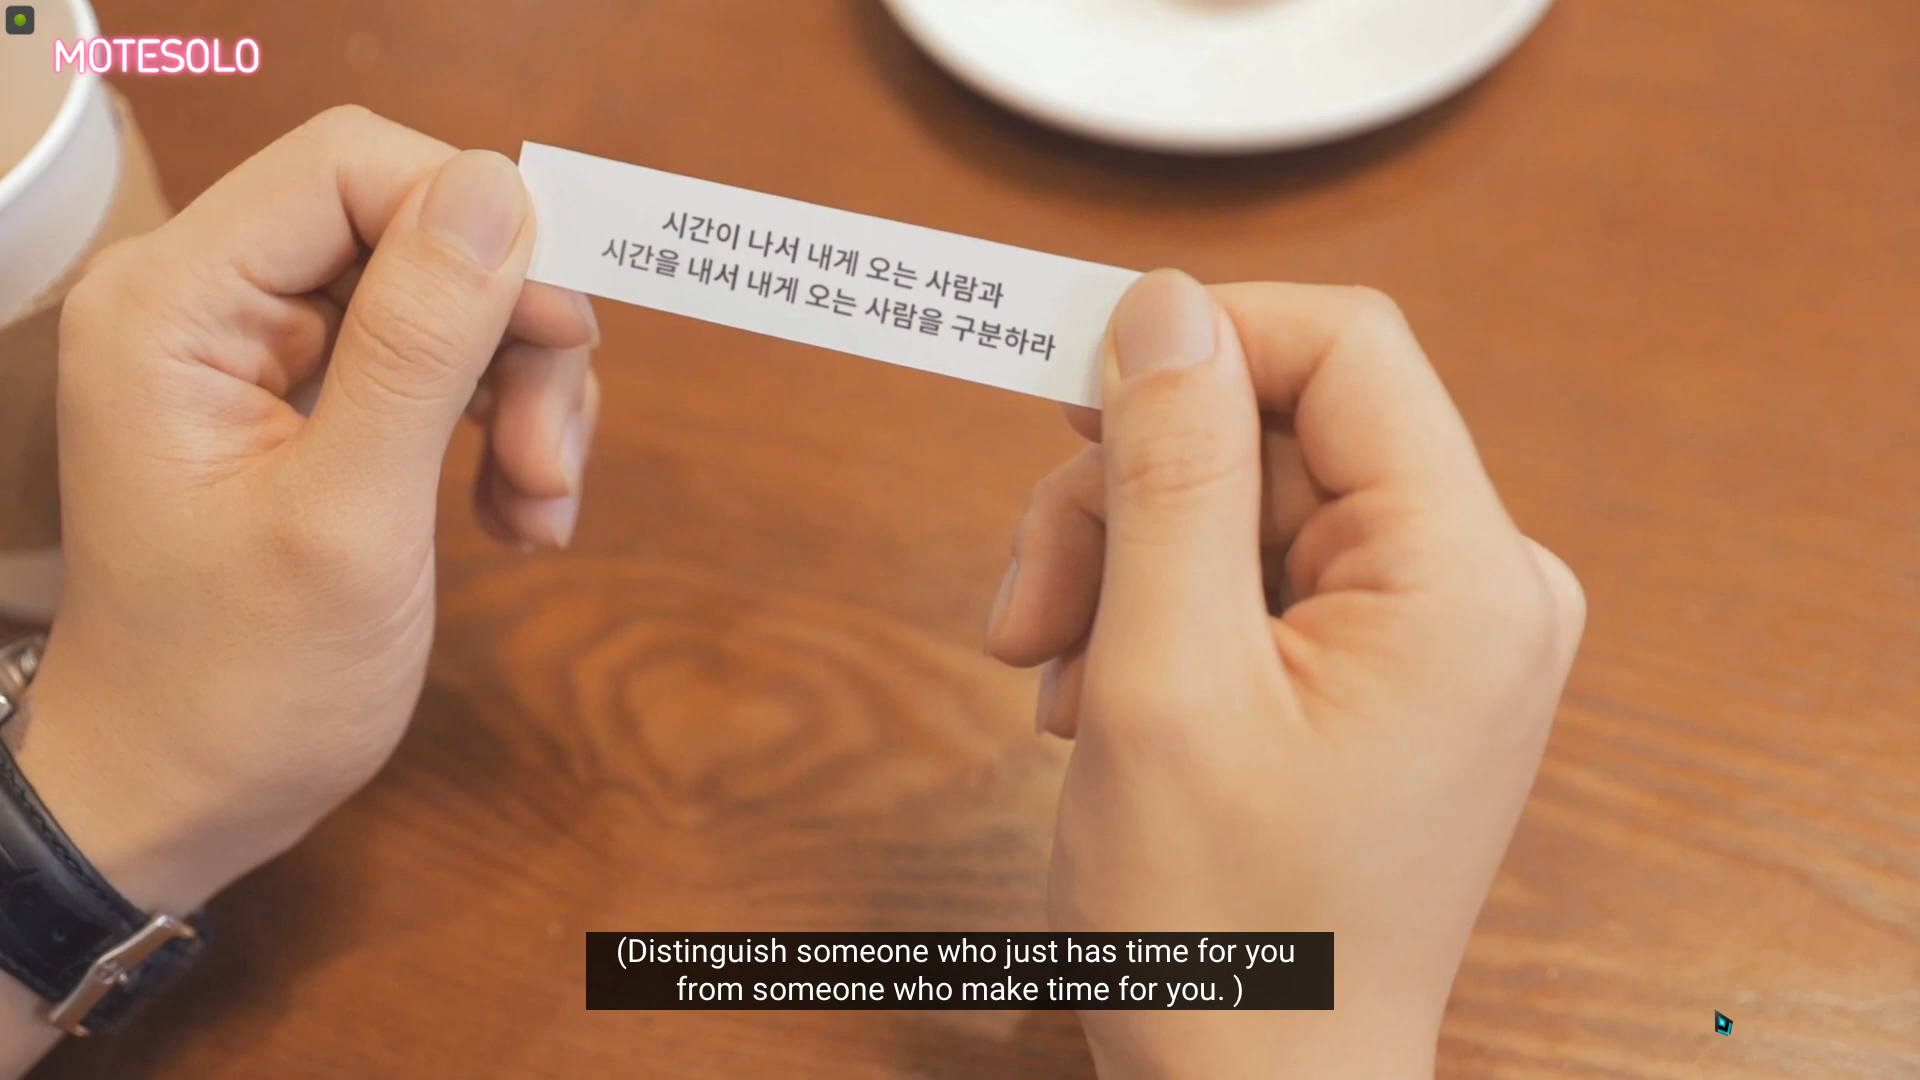 MOTESOLO
시간이 나서 내게 오는 사람과
시간을 내서 내게 오는 사람을 구분하라
(Distinguish someone who just has time for you
from someone who make time for you. )